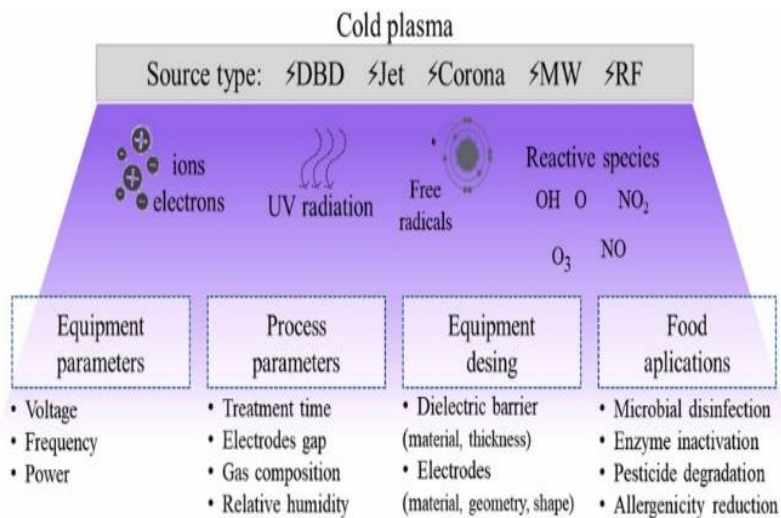 Cold plasma
Source type: ⚡DBD ⚡Jet ⚡Corona ⚡MW ⚡RF
ions
electrons
UV radiation
Free
radicals
Reactive species
OH O NO₂
O₃ NO
Equipment
parameters
• Voltage
• Frequency
• Power
Process
parameters
• Treatment time
• Electrodes gap
• Gas composition
• Relative humidity
Equipment
desing
• Dielectric barrier
(material, thickness)
• Electrodes
(material, geometry, shape)
Food
aplications
• Microbial disinfection
• Enzyme inactivation
• Pesticide degradation
• Allergenicity reduction